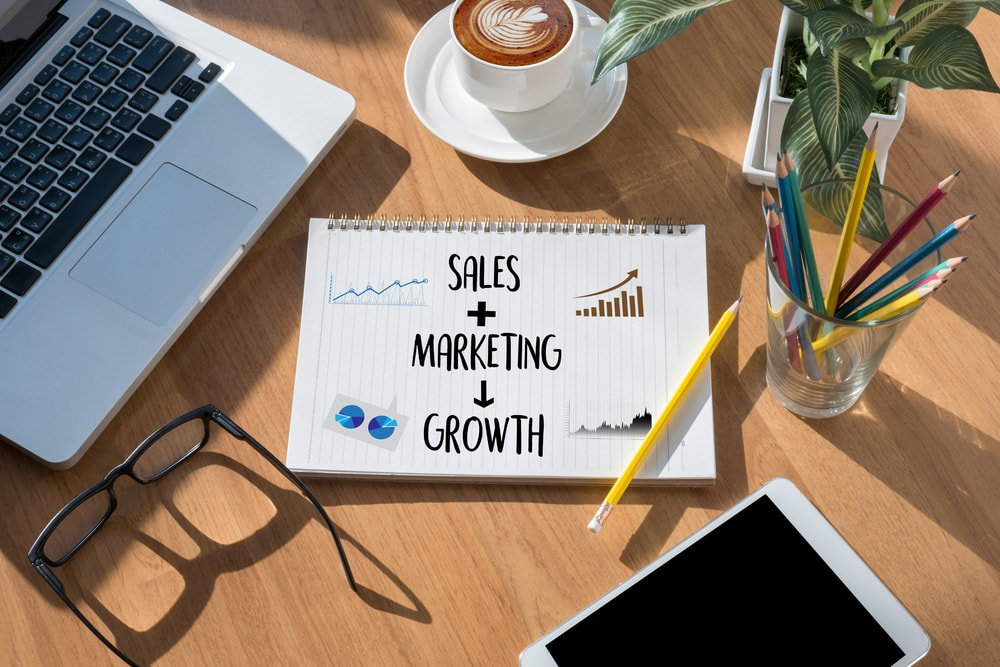 SALES
+
MARKETING
↓
GROWTH